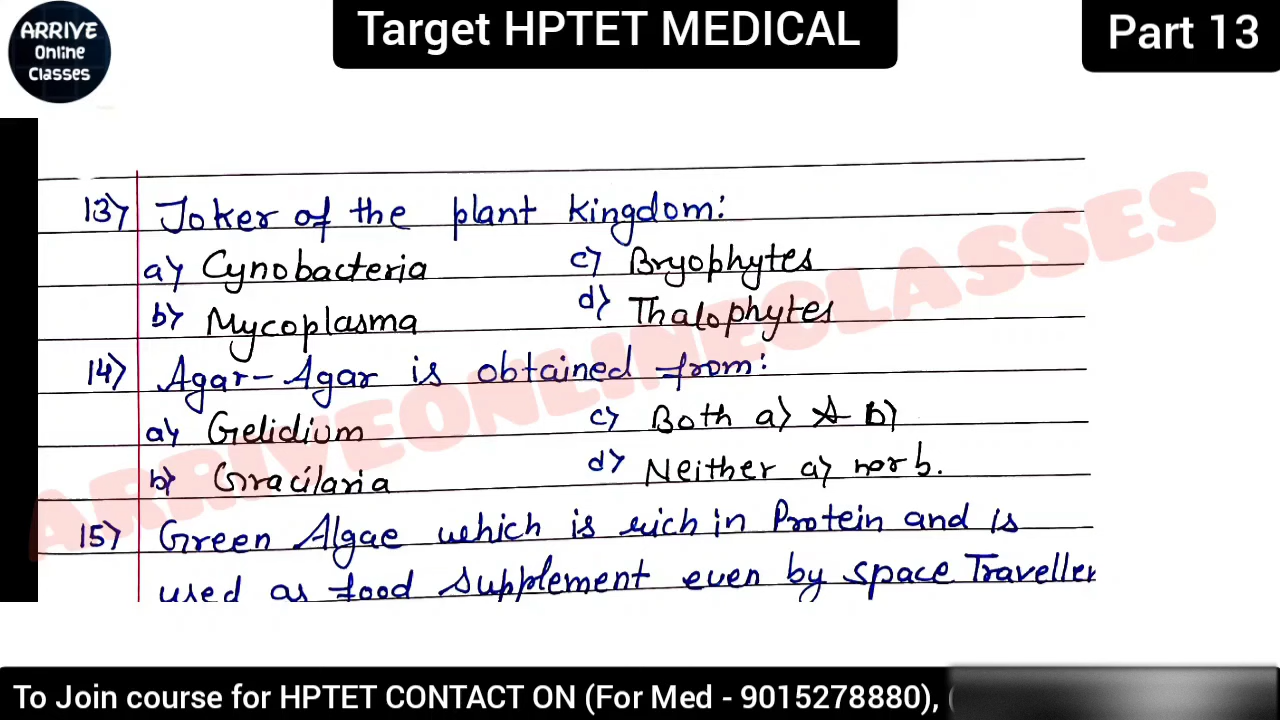 ARRIVE
Online
Classes
Target HPTET MEDICAL
Part 13
13) Joker of the plant kingdom:
a) Cynobacteria
c) Bryophytes
b) Mycoplasma
d) Thalophytes
14) Agar-Agar is obtained from:
a) Gelidium
c) Both a) & b)
b) Gracilaria
d) Neither a) nor b.
15) Green Algae which is rich in Protein and is
used as food supplement even by space Traveller
ARRIVEONLINECLASSES
To Join course for HPTET CONTACT ON (For Med - 9015278880), (